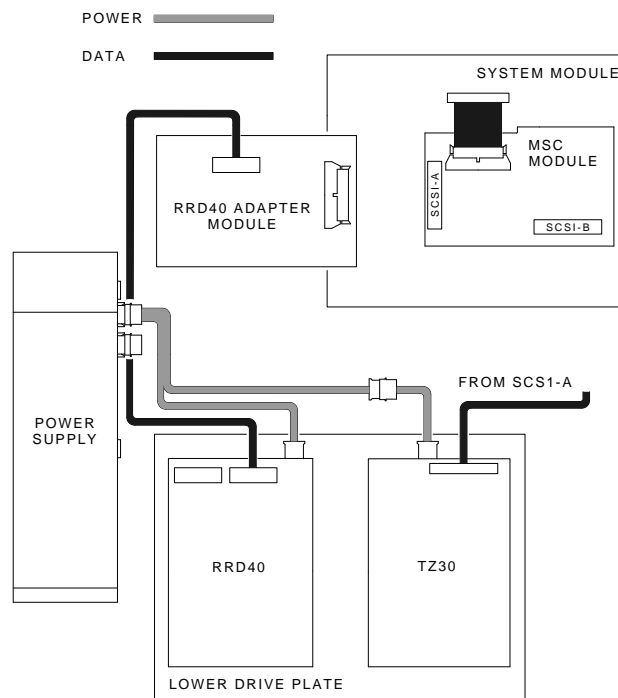 POWER
DATA
SYSTEM MODULE
MSC
MODULE
SCSI-A
SCSI-B
RRD40 ADAPTER
MODULE
POWER
SUPPLY
FROM SCS1-A
RRD40
TZ30
LOWER DRIVE PLATE